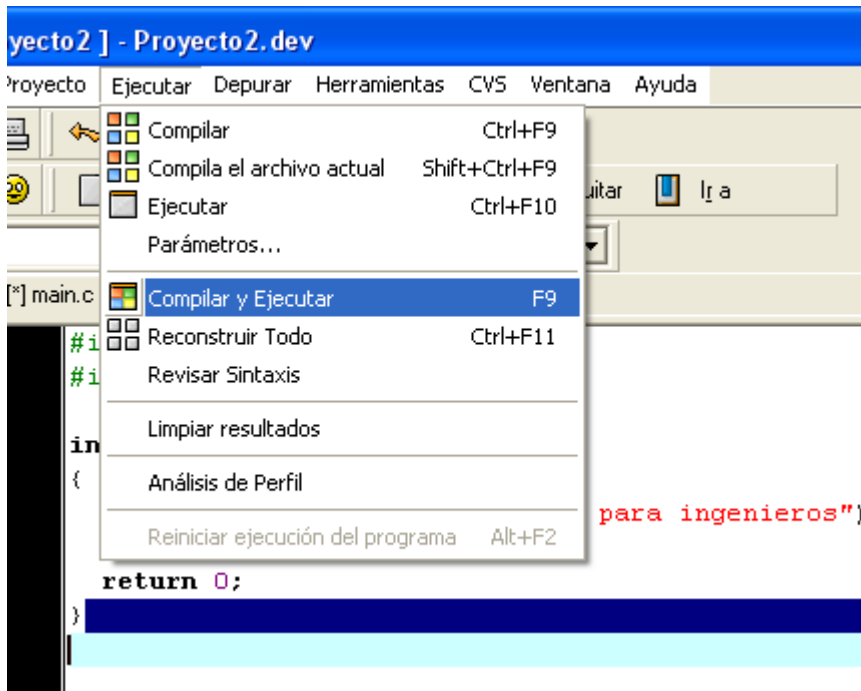 yecto2 ] - Proyecto2.dev
Proyecto Ejecutar Depurar Herramientas CVS Ventana Ayuda
Compilar Ctrl+F9
Compila el archivo actual Shift+Ctrl+F9
uitar Ir a
Ejecutar Ctrl+F10
Parámetros...
[*] main.c
Compilar y Ejecutar F9
Reconstruir Todo Ctrl+F11
#i
Revisar Sintaxis
#i
Limpiar resultados
in
Análisis de Perfil
{
para ingenieros")
Reiniciar ejecución del programa Alt+F2
return 0;
}